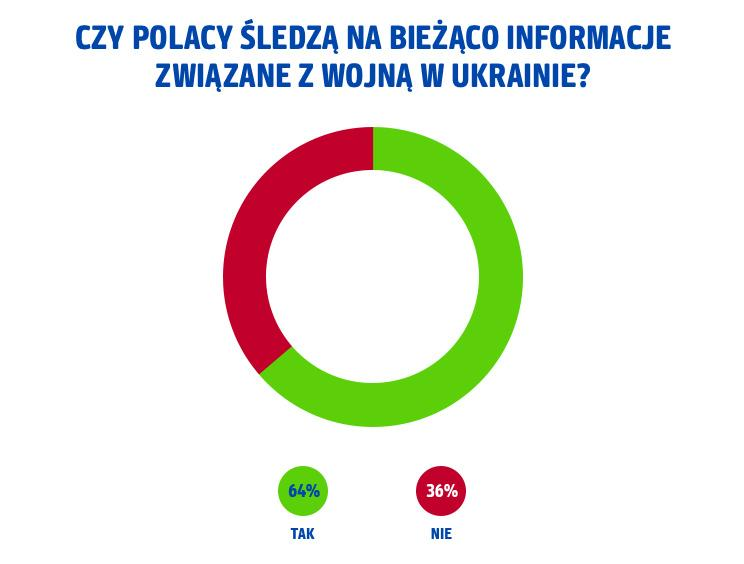 CZY POLACY ŚLEDZĄ NA BIEŻĄCO INFORMACJE
ZWIĄZANE Z WOJNĄ W UKRAINIE?
64%
36%
TAK
NIE